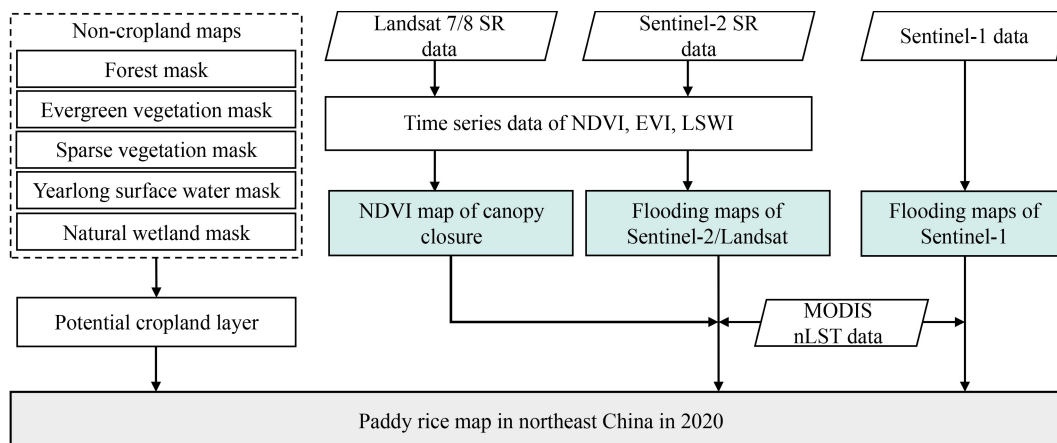 Non-cropland maps
Forest mask
Evergreen vegetation mask
Sparse vegetation mask
Yearlong surface water mask
Natural wetland mask
Potential cropland layer
Landsat 7/8 SR
data
Sentinel-2 SR
data
Sentinel-1 data
Time series data of NDVI, EVI, LSWI
NDVI map of canopy
closure
Flooding maps of
Sentinel-2/Landsat
Flooding maps of
Sentinel-1
MODIS
nLST data
Paddy rice map in northeast China in 2020